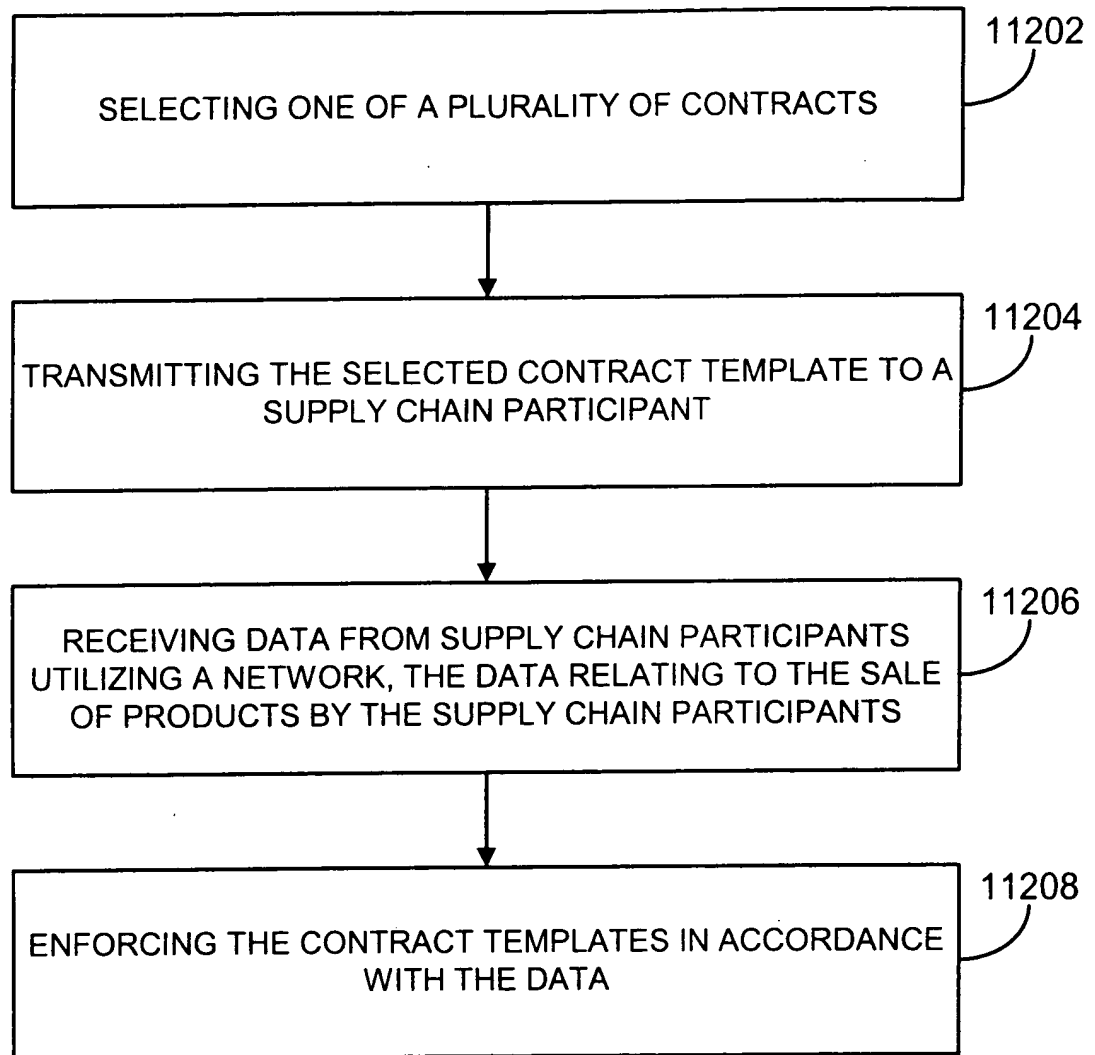 11202
SELECTING ONE OF A PLURALITY OF CONTRACTS
11204
TRANSMITTING THE SELECTED CONTRACT TEMPLATE TO A
SUPPLY CHAIN PARTICIPANT
11206
RECEIVING DATA FROM SUPPLY CHAIN PARTICIPANTS
UTILIZING A NETWORK, THE DATA RELATING TO THE SALE
OF PRODUCTS BY THE SUPPLY CHAIN PARTICIPANTS
11208
ENFORCING THE CONTRACT TEMPLATES IN ACCORDANCE
WITH THE DATA